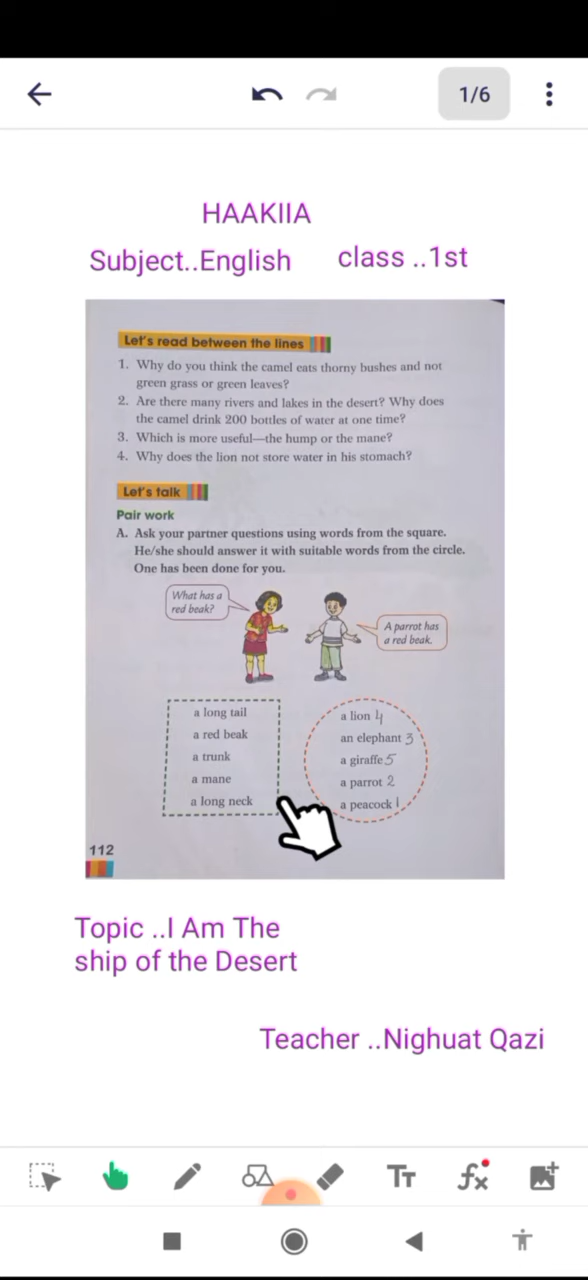 1/6
HAAKIIA
Subject..English class ..1st
Let's read between the lines
1. Why do you think the camel eats thorny bushes and not
green grass or green leaves?
2. Are there many rivers and lakes in the desert? Why does
the camel drink 200 bottles of water at one time?
3. Which is more useful—the hump or the mane?
4. Why does the lion not store water in his stomach?
Let's talk
Pair work
A. Ask your partner questions using words from the square.
He/she should answer it with suitable words from the circle.
One has been done for you.
What has a
red beak?
A parrot has
a red beak.
a long tail
a red beak
a trunk
a mane
a long neck
a lion 4
an elephant 3
a giraffe 5
a parrot 2
a peacock 1
112
Topic ..I Am The
ship of the Desert
Teacher ..Nighuat Qazi
Tт
fx